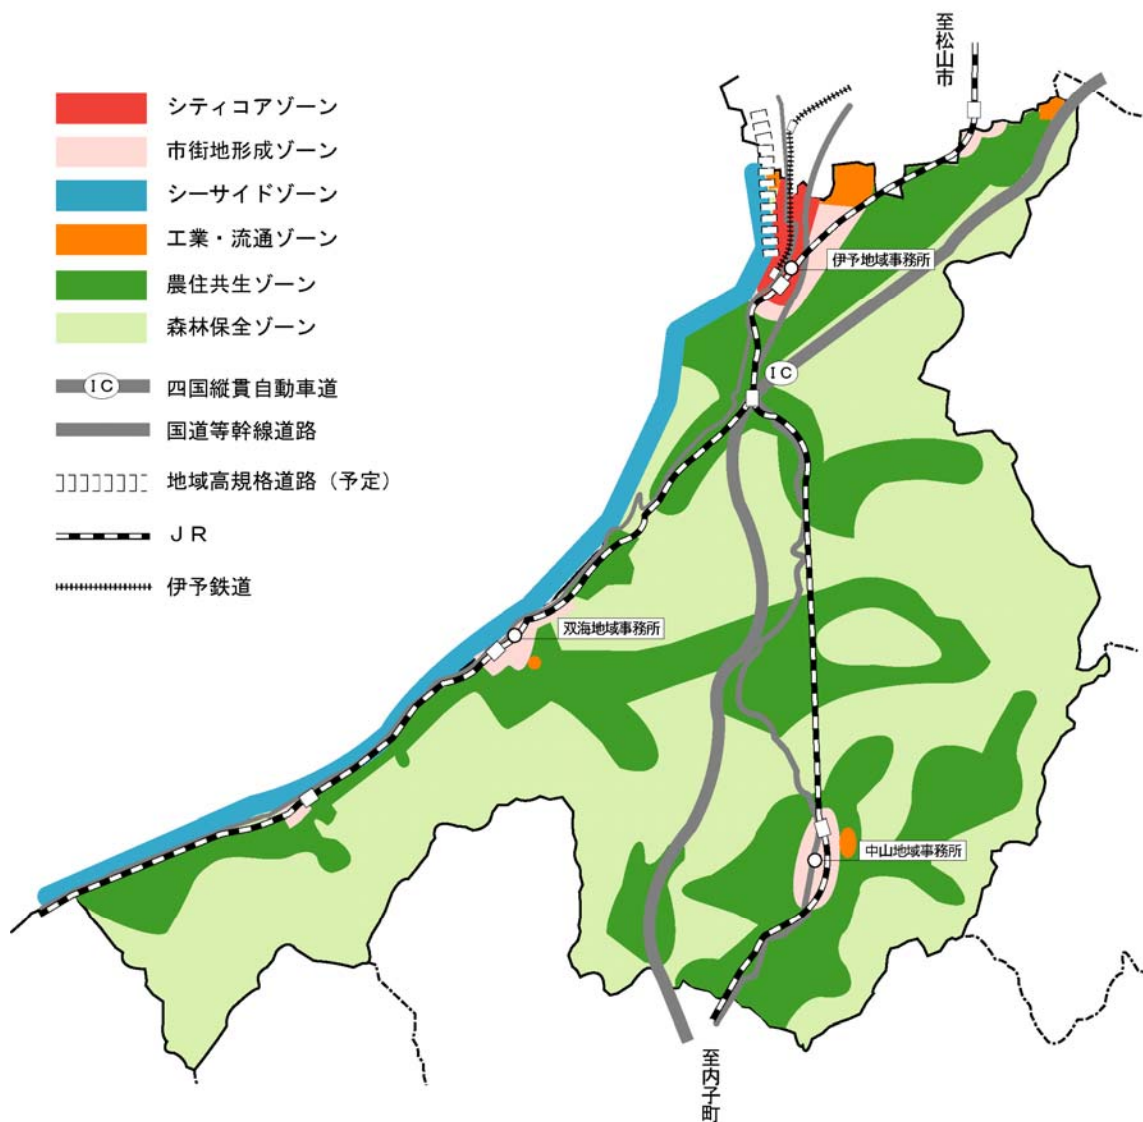 至松山市
シティコアゾーン
市街地形成ゾーン
シーサイドゾーン
工業・流通ゾーン
農住共生ゾーン
森林保全ゾーン
IC 四国縦貫自動車道
国道等幹線道路
地域高規格道路（予定）
JR
伊予鉄道
伊予地域事務所
IC
双海地域事務所
中山地域事務所
至内子町